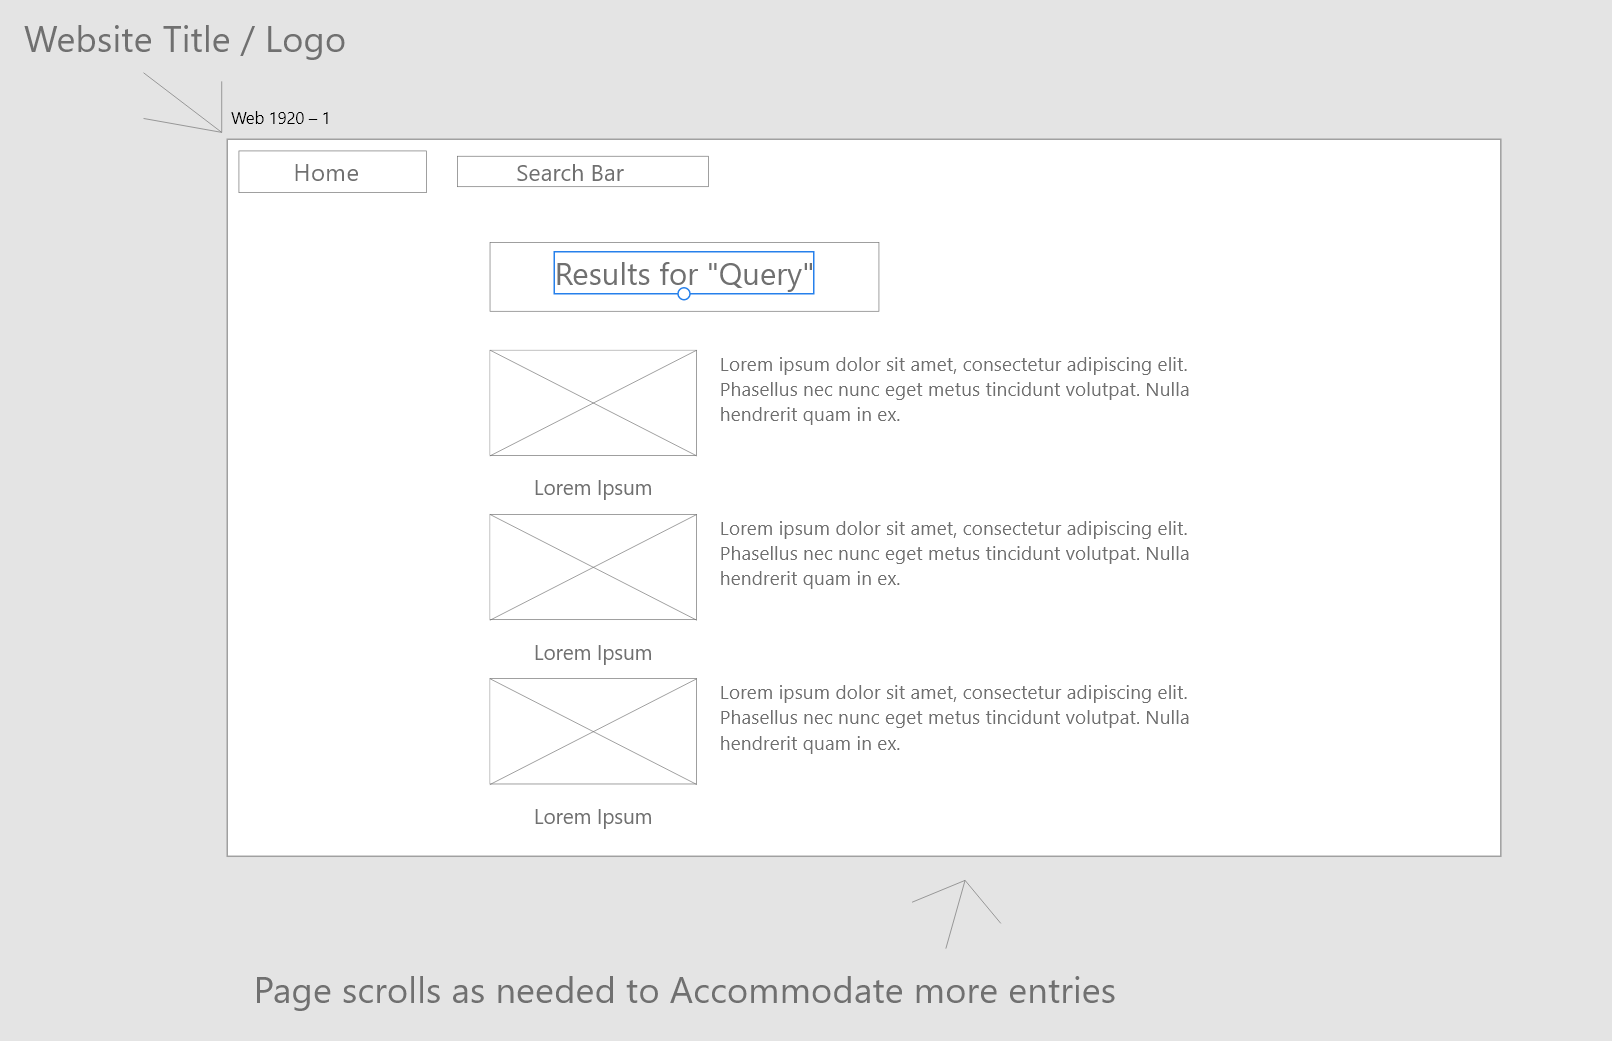 Website Title / Logo
Web 1920 – 1
Home
Search Bar
Results for "Query"
Lorem ipsum dolor sit amet, consectetur adipiscing elit.
Phasellus nec nunc eget metus tincidunt volutpat. Nulla
hendrerit quam in ex.
Lorem Ipsum
Lorem ipsum dolor sit amet, consectetur adipiscing elit.
Phasellus nec nunc eget metus tincidunt volutpat. Nulla
hendrerit quam in ex.
Lorem Ipsum
Lorem ipsum dolor sit amet, consectetur adipiscing elit.
Phasellus nec nunc eget metus tincidunt volutpat. Nulla
hendrerit quam in ex.
Lorem Ipsum
Page scrolls as needed to Accommodate more entries